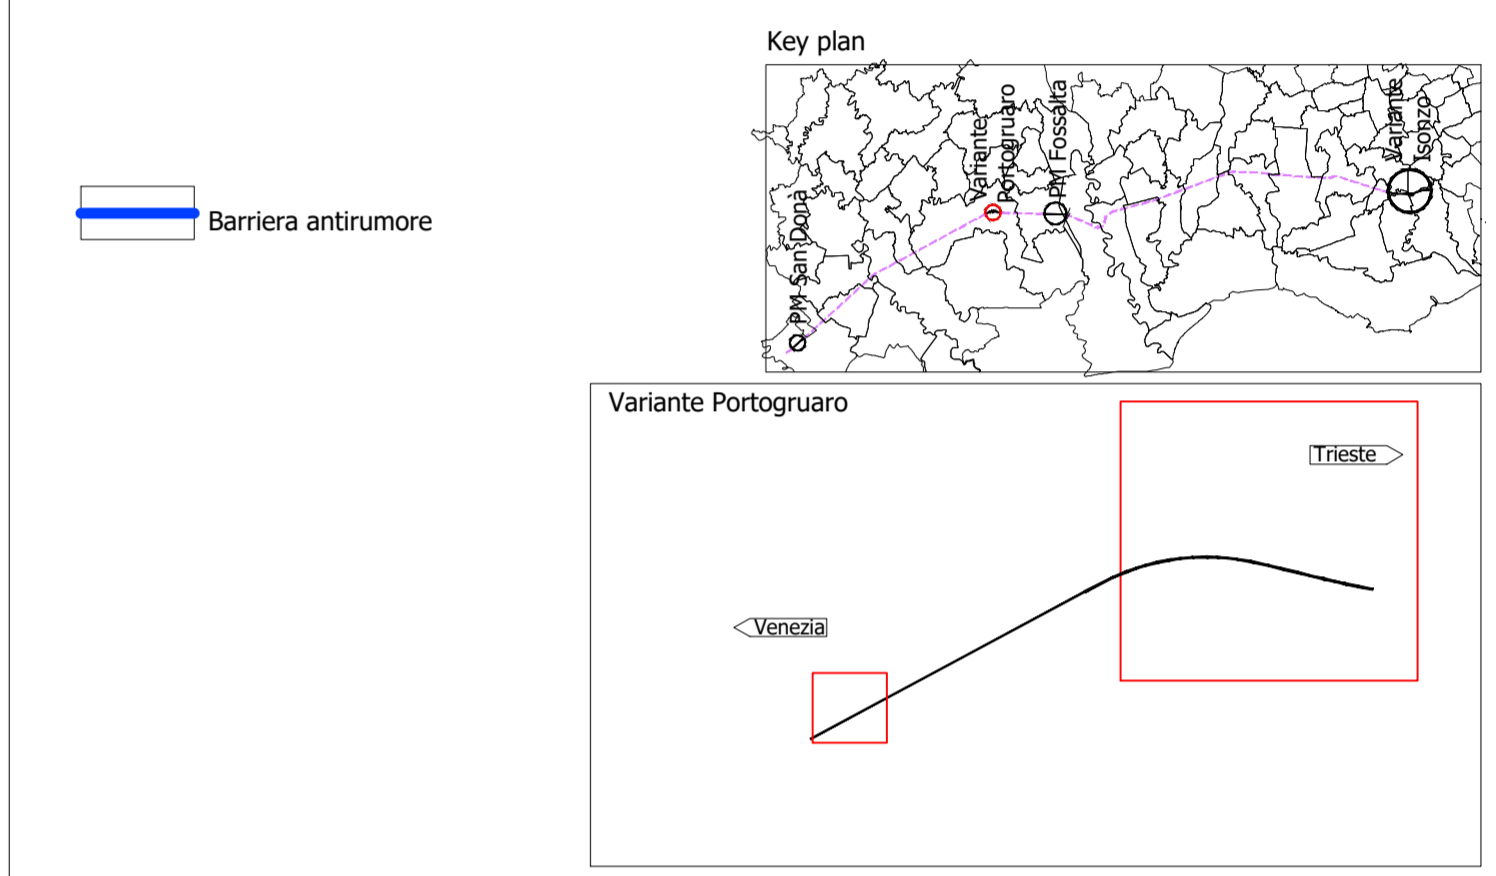 Key plan
Barriera antirumore
PM San Donà
Variante
Portogruaro
PM Fossalta
Variante
Isonzo
Variante Portogruaro
Trieste
Venezia